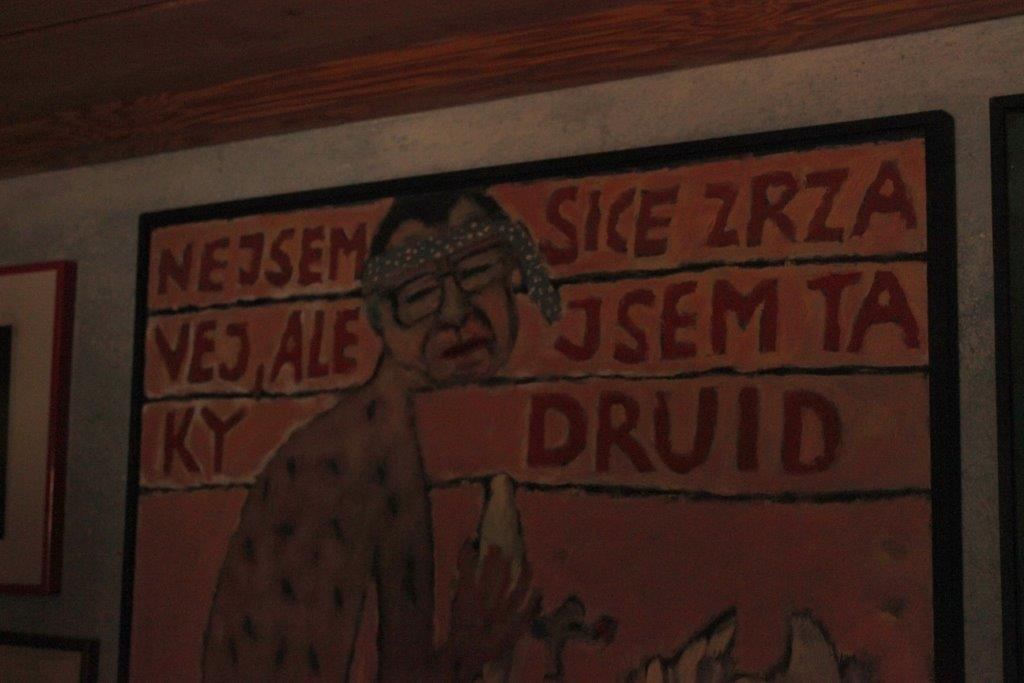 NEJSEM SICE ZRZA
VEJ, ALE JSEM TA
KY DRUID